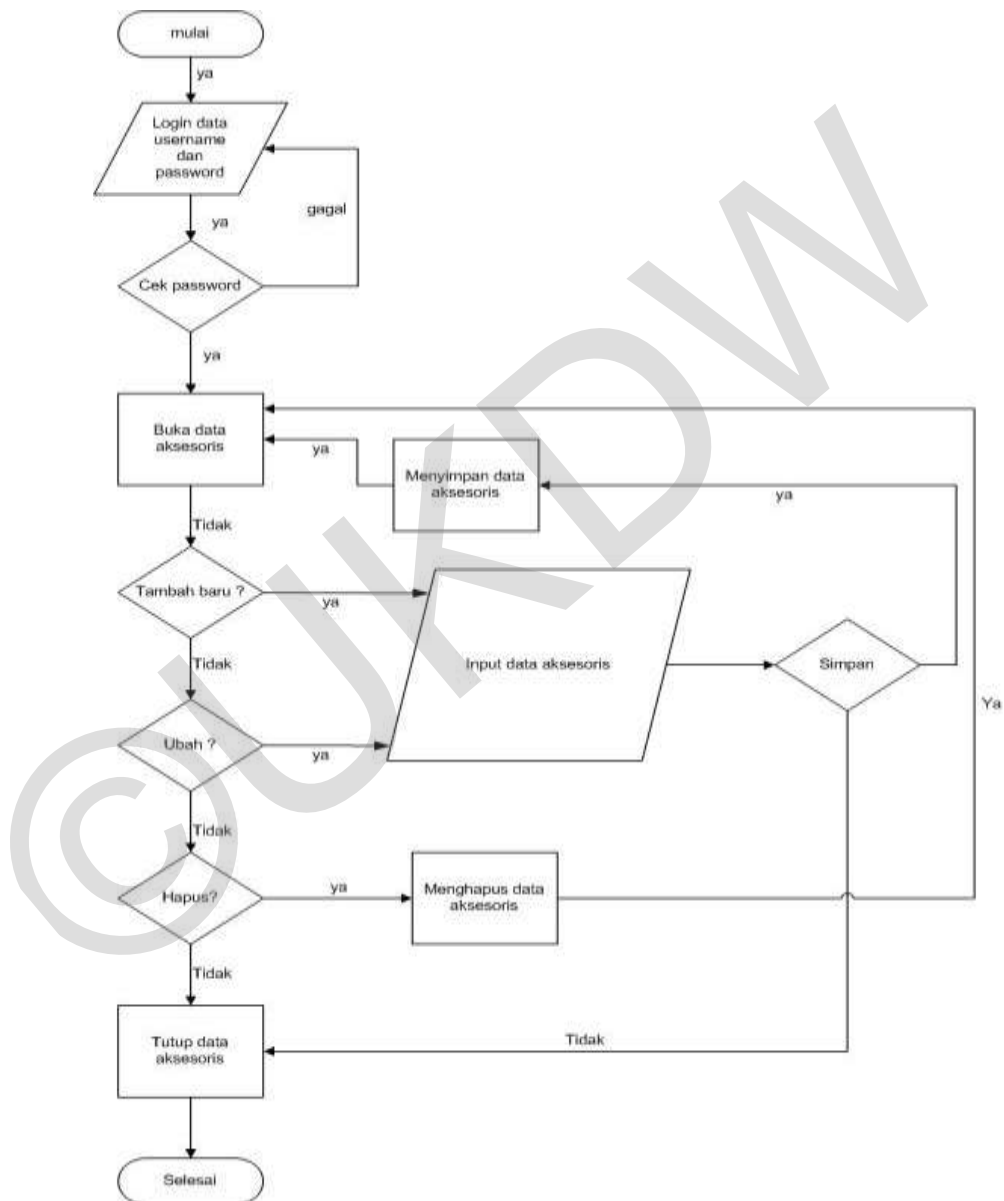 mulai
ya
Login data
username
dan
password
gagal
ya
Cek password
ya
Buka data
aksesoris
ya
Menyimpan data
aksesoris
ya
Tidak
Tambah baru ?
ya
Input data aksesoris
Simpan
Tidak
Ya
Ubah ?
ya
Tidak
Hapus?
ya
Menghapus data
aksesoris
Tidak
Tutup data
aksesoris
Tidak
Selesai
©UKDW